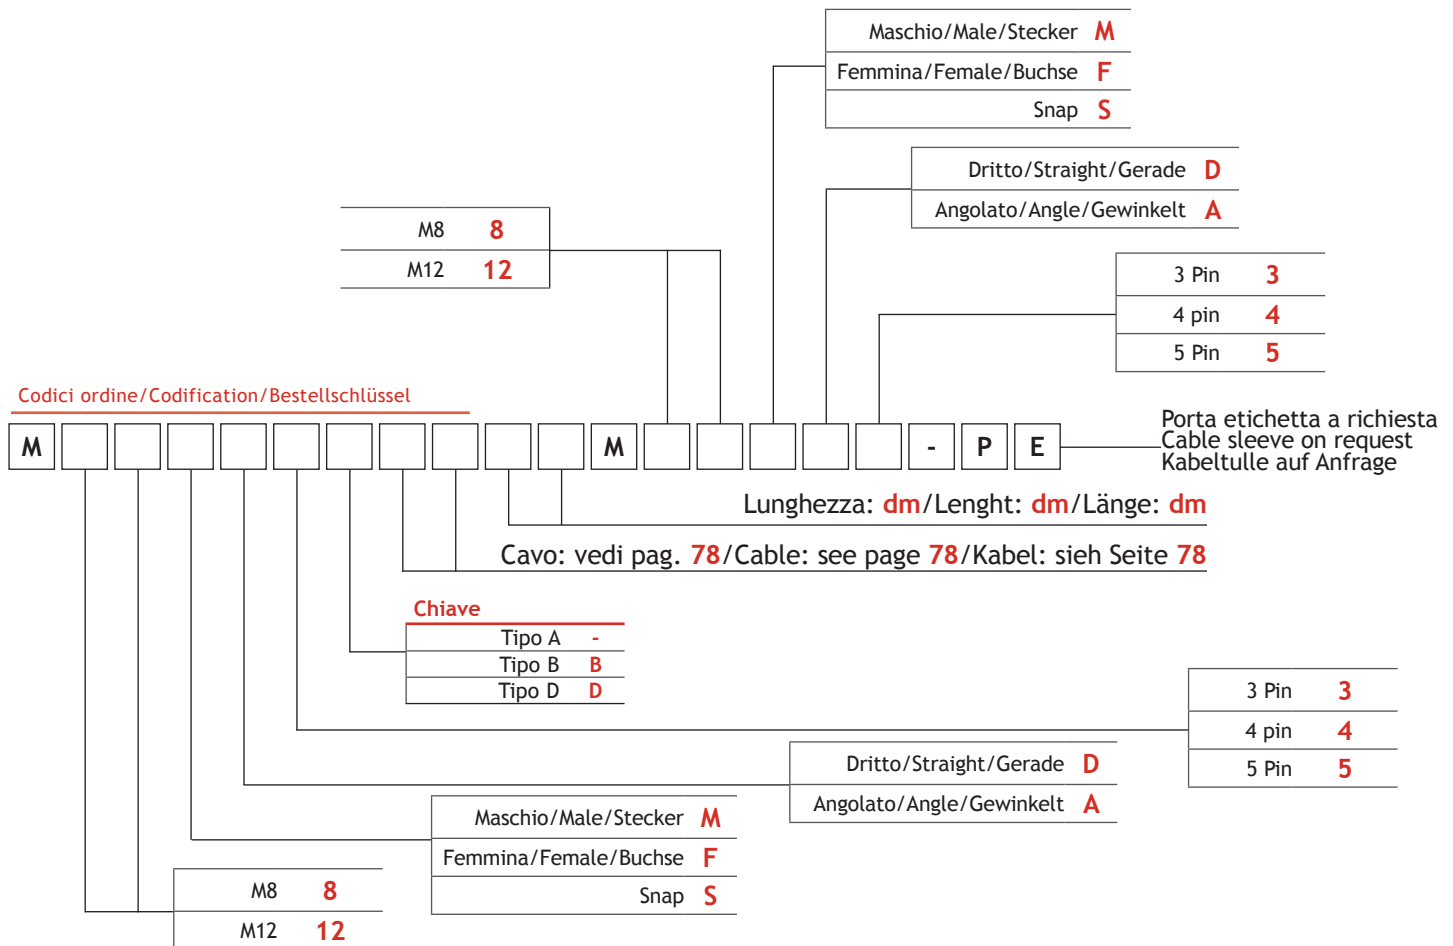 Maschio/Male/Stecker M
Femmina/Female/Buchse F
Snap S
Dritto/Straight/Gerade D
Angolato/Angle/Gewinkelt A
M8 8
M12 12
3 Pin 3
4 pin 4
5 Pin 5
Codici ordine/Codification/Bestellschlüssel
M M - P E
Porta etichetta a richiesta
Cable sleeve on request
Kabeltulle auf Anfrage
Lunghezza: dm/Lenght: dm/Länge: dm
Cavo: vedi pag. 78/Cable: see page 78/Kabel: sieh Seite 78
Chiave
Tipo A -
Tipo B B
Tipo D D
3 Pin 3
4 pin 4
5 Pin 5
Dritto/Straight/Gerade D
Angolato/Angle/Gewinkelt A
Maschio/Male/Stecker M
Femmina/Female/Buchse F
Snap S
M8 8
M12 12